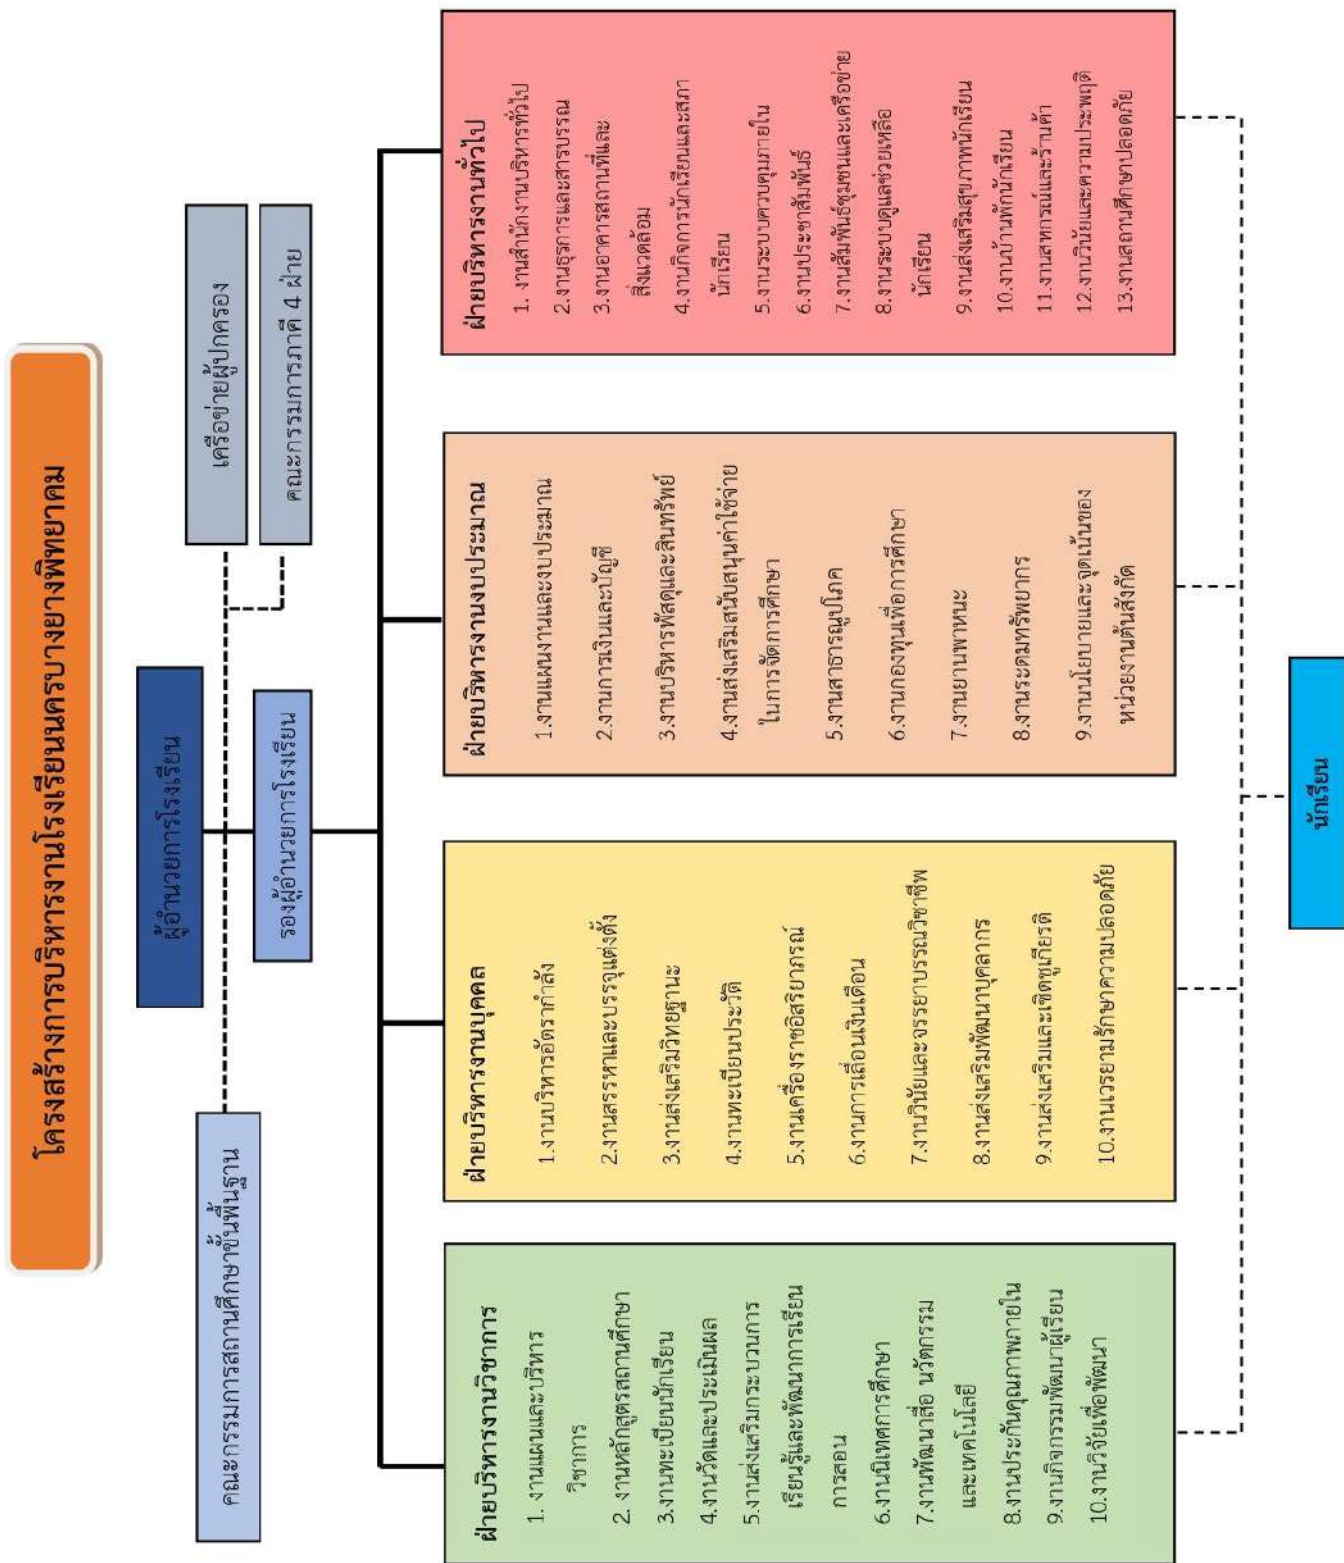 โครงสร้างการบริหารงานโรงเรียนนครบางยางพิทยาคม
ผู้อำนวยการโรงเรียน
คณะกรรมการสถานศึกษาขั้นพื้นฐาน
เครือข่ายผู้ปกครอง
รองผู้อำนวยการโรงเรียน
คณะกรรมการภาคี 4 ฝ่าย
ฝ่ายบริหารงานวิชาการ
1. งานแผนและบริหาร
วิชาการ
2. งานหลักสูตรสถานศึกษา
3.งานทะเบียนนักเรียน
4.งานวัดและประเมินผล
5.งานส่งเสริมกระบวนการ
เรียนรู้และพัฒนาการเรียน
การสอน
6.งานนิเทศการศึกษา
7.งานพัฒนาสื่อ นวัตกรรม
และเทคโนโลยี
8.งานประกันคุณภาพภายใน
9.งานกิจกรรมพัฒนาผู้เรียน
10.งานวิจัยเพื่อพัฒนา
ฝ่ายบริหารงานบุคคล
1.งานบริหารอัตรากำลัง
2.งานสรรหาและบรรจุแต่งตั้ง
3.งานส่งเสริมวิทยฐานะ
4.งานทะเบียนประวัติ
5.งานเครื่องราชอิสริยาภรณ์
6.งานการเลื่อนเงินเดือน
7.งานวินัยและจรรยาบรรณวิชาชีพ
8.งานส่งเสริมพัฒนาบุคลากร
9.งานส่งเสริมและเชิดชูเกียรติ
10.งานเวรยามรักษาความปลอดภัย
ฝ่ายบริหารงานงบประมาณ
1.งานแผนงานและงบประมาณ
2.งานการเงินและบัญชี
3.งานบริหารพัสดุและสินทรัพย์
4.งานส่งเสริมสนับสนุนค่าใช้จ่าย
ในการจัดการศึกษา
5.งานสาธารณูปโภค
6.งานกองทุนเพื่อการศึกษา
7.งานยานพาหนะ
8.งานระดมทรัพยากร
9.งานนโยบายและจุดเน้นของ
หน่วยงานต้นสังกัด
ฝ่ายบริหารงานทั่วไป
1. งานสำนักงานบริหารทั่วไป
2.งานธุรการและสารบรรณ
3.งานอาคารสถานที่และ
สิ่งแวดล้อม
4.งานกิจการนักเรียนและสภา
นักเรียน
5.งานระบบควบคุมภายใน
6.งานประชาสัมพันธ์
7.งานสัมพันธ์ชุมชนและเครือข่าย
8.งานระบบดูแลช่วยเหลือ
นักเรียน
9.งานส่งเสริมสุขภาพนักเรียน
10.งานบ้านพักนักเรียน
11.งานสหกรณ์และร้านค้า
12.งานวินัยและความประพฤติ
13.งานสถานศึกษาปลอดภัย
นักเรียน